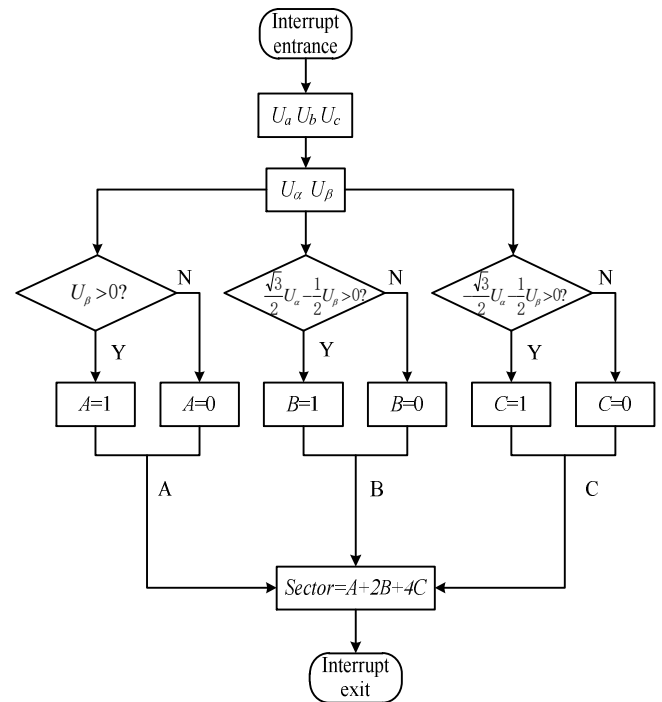 Interrupt
entrance
Ua Ub Uc
Uα Uβ
Uβ >0?
N
√3/2 Uα − 1/2 Uβ >0?
N
−√3/2 Uα − 1/2 Uβ >0?
N
Y
Y
Y
A=1
A=0
B=1
B=0
C=1
C=0
A
B
C
Sector=A+2B+4C
Interrupt
exit